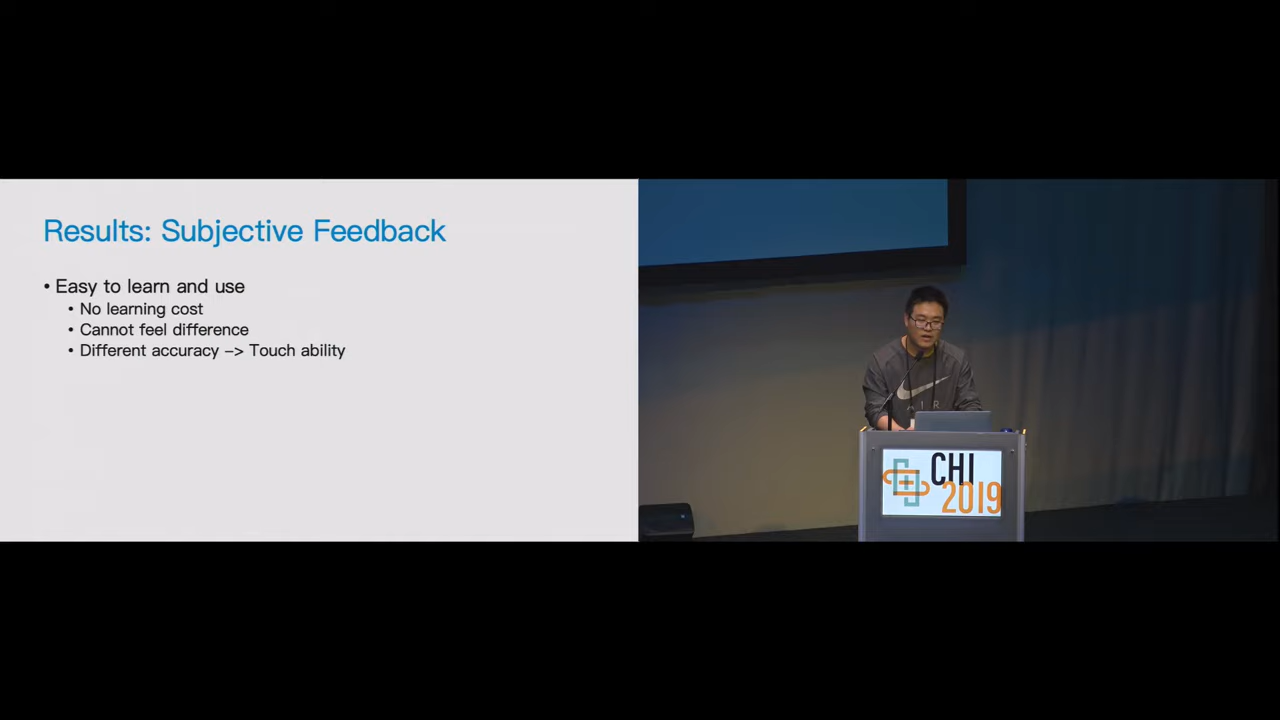 Results: Subjective Feedback
• Easy to learn and use
• No learning cost
• Cannot feel difference
• Different accuracy –> Touch ability
AIR
CHI
2019